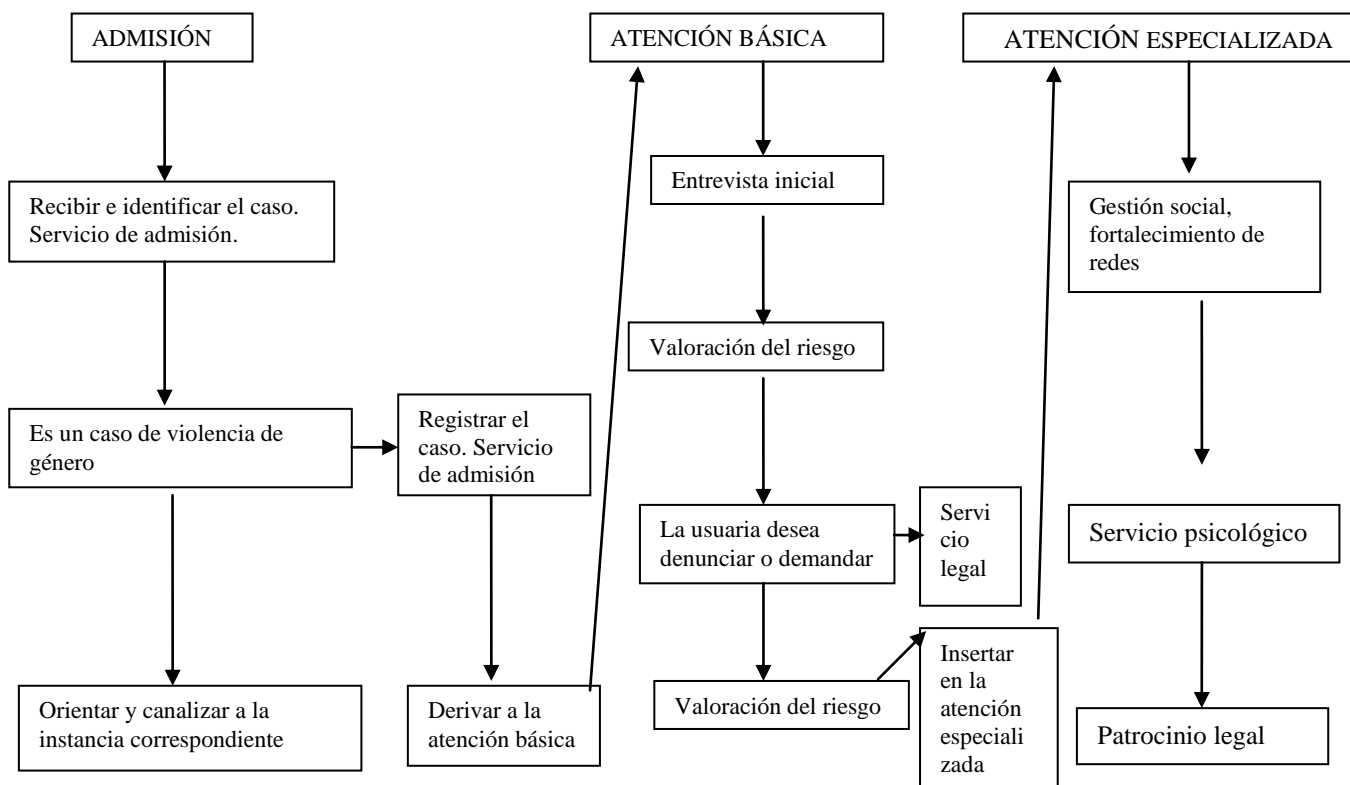 ADMISIÓN
Recibir e identificar el caso.
Servicio de admisión.
Es un caso de violencia de
género
Registrar el
caso. Servicio
de admisión
Orientar y canalizar a la
instancia correspondiente
Derivar a la
atención básica
ATENCIÓN BÁSICA
Entrevista inicial
Valoración del riesgo
La usuaria desea
denunciar o demandar
Servi
cio
legal
Valoración del riesgo
Insertar
en la
atención
especiali
zada
ATENCIÓN ESPECIALIZADA
Gestión social,
fortalecimiento de
redes
Servicio psicológico
Patrocinio legal